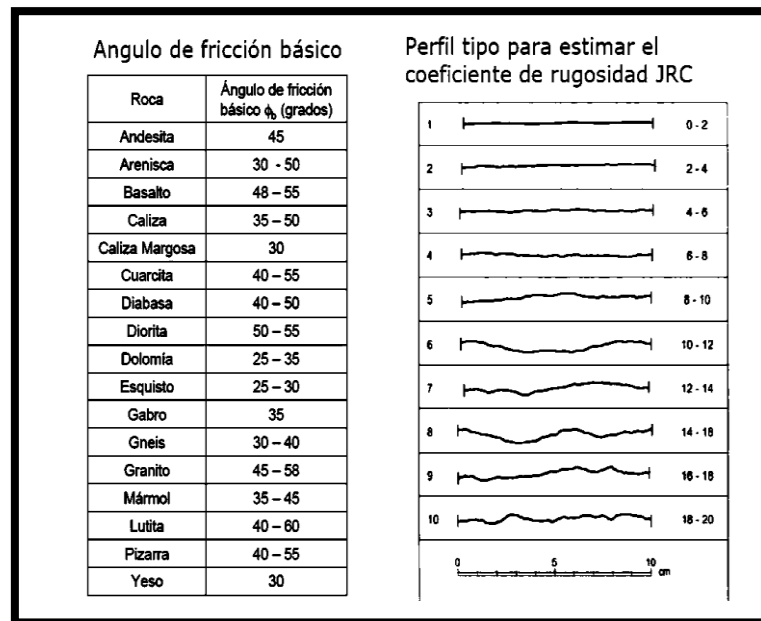 Angulo de fricción básico
Roca
Ángulo de fricción
básico ϕb (grados)
Andesita 45
Arenisca 30 - 50
Basalto 48 – 55
Caliza 35 – 50
Caliza Margosa 30
Cuarcita 40 – 55
Diabasa 40 – 50
Diorita 50 – 55
Dolomía 25 – 35
Esquisto 25 – 30
Gabro 35
Gneis 30 – 40
Granito 45 – 58
Mármol 35 – 45
Lutita 40 – 60
Pizarra 40 – 55
Yeso 30
Perfil tipo para estimar el
coeficiente de rugosidad JRC
1 0 - 2
2 2 - 4
3 4 - 6
4 6 - 8
5 8 - 10
6 10 - 12
7 12 - 14
8 14 - 18
9 16 - 18
10 18 - 20
0 5 10
cm